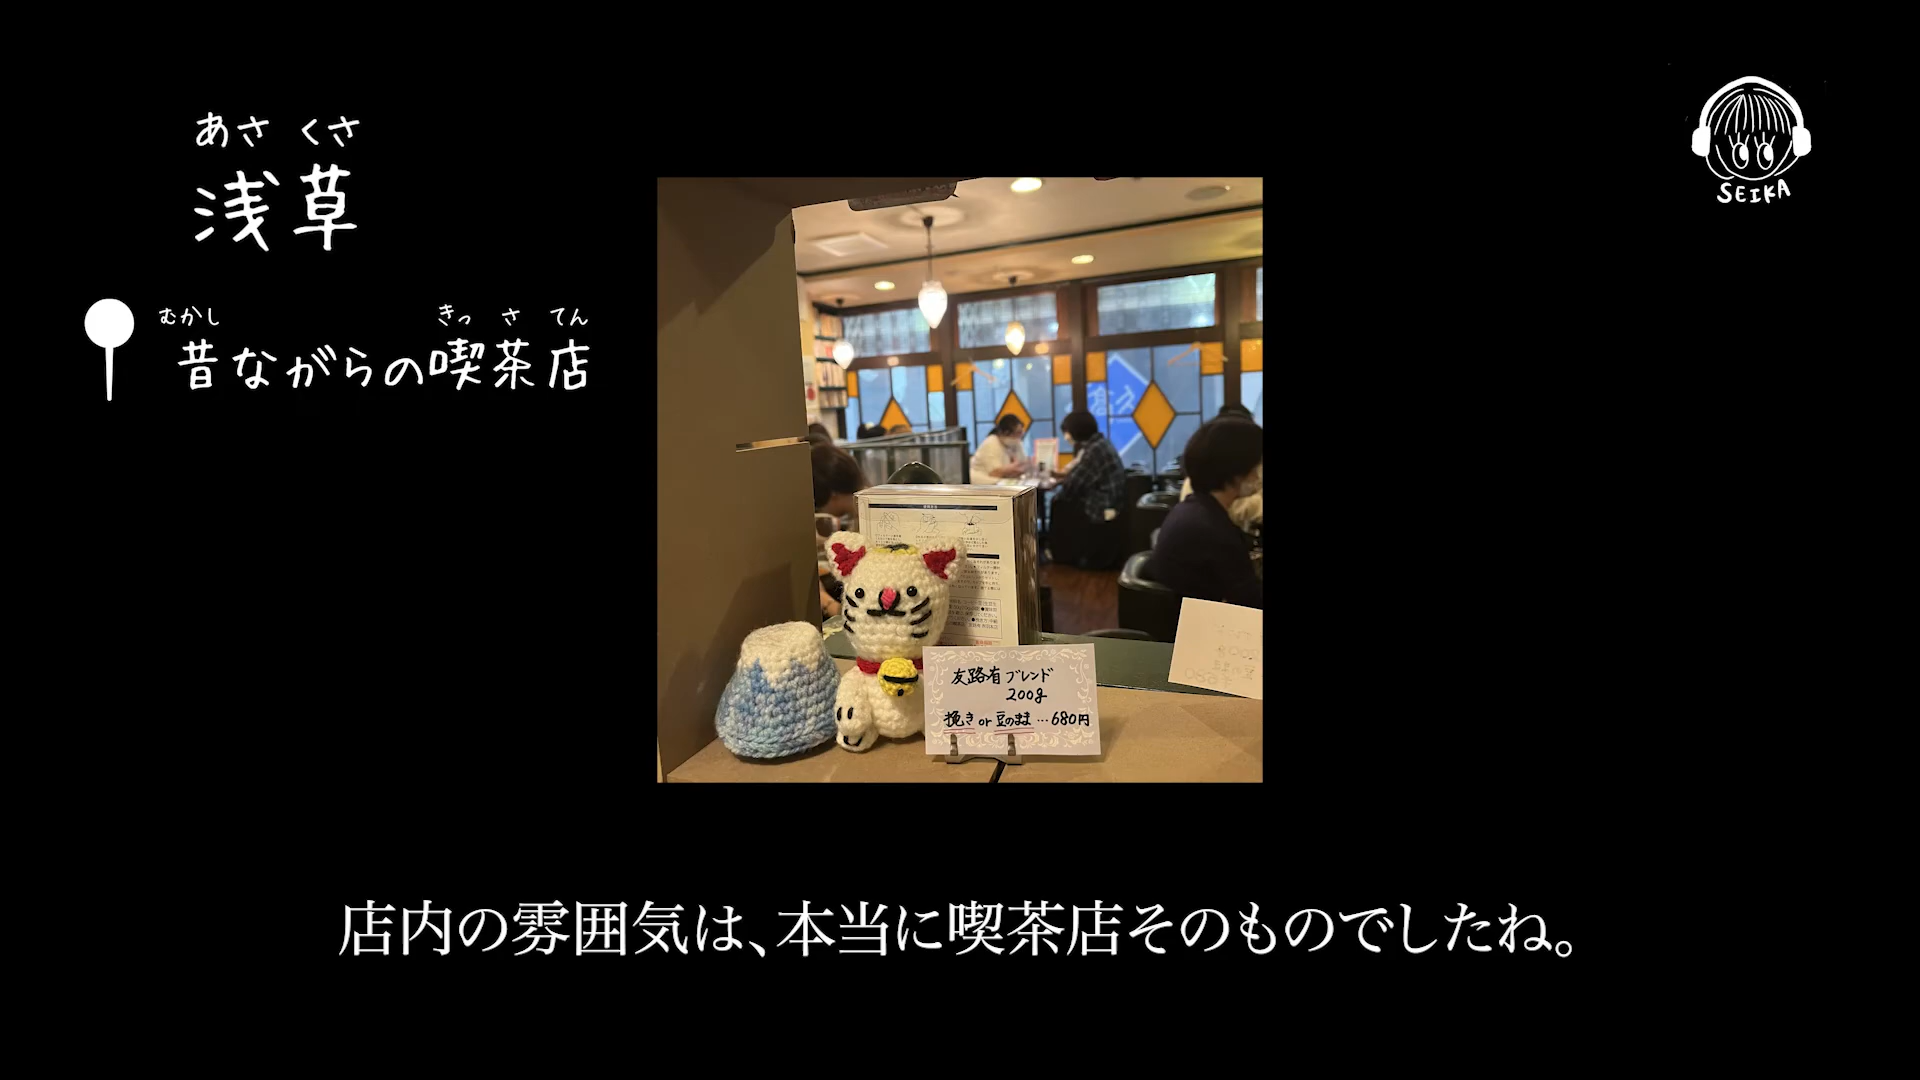 あさ くさ
浅草
むかし きっ さ てん
昔ながらの喫茶店
SEIKA
友路有ブレンド
200g
挽き or 豆のまま…680円
店内の雰囲気は、本当に喫茶店そのものでしたね。